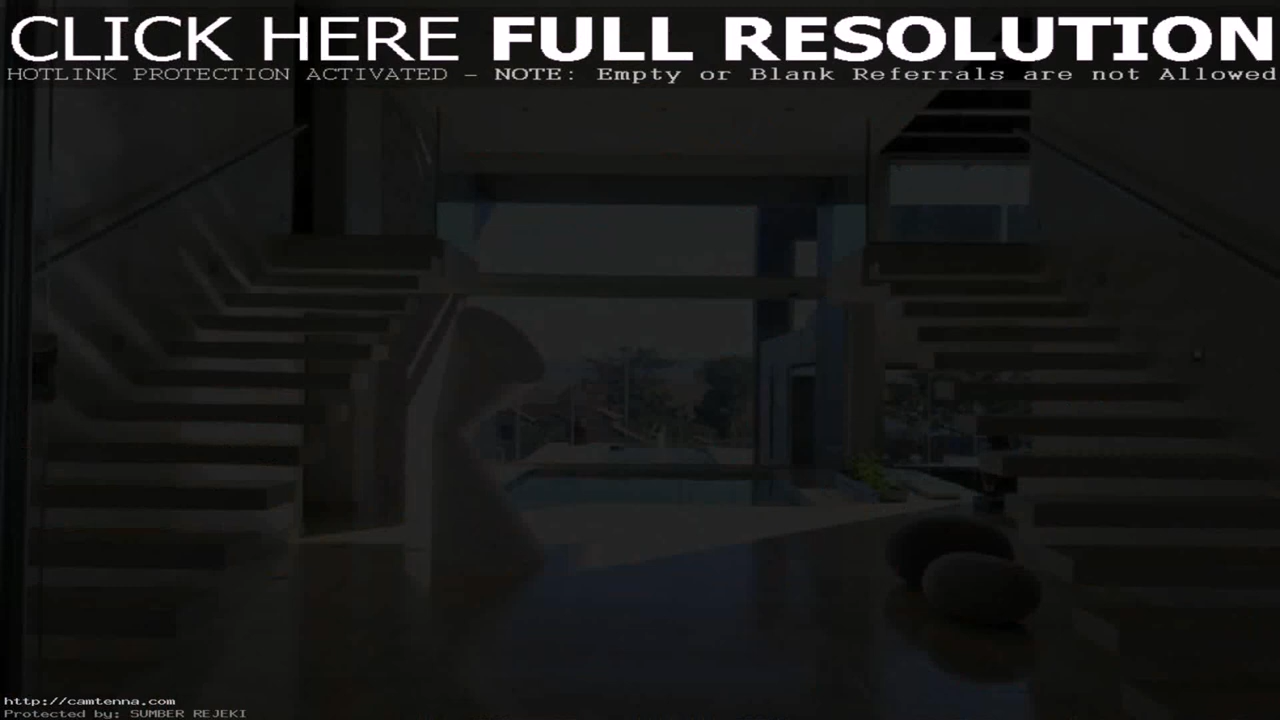 CLICK HERE FULL RESOLUTION
HOTLINK PROTECTION ACTIVATED – NOTE: Empty or Blank Referrals are not Allowed
http://camtenna.com
Protected by: SUMBER REJEKI